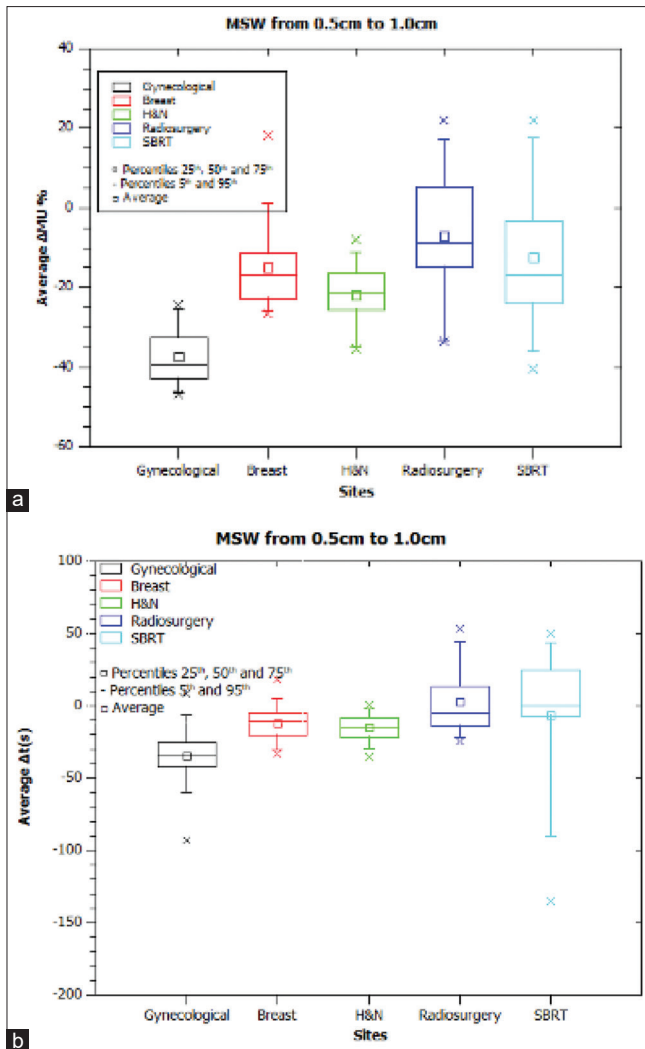 MSW from 0.5cm to 1.0cm
40
20
0
-20
-40
-60
Average ΔMU %
Gynecological
Breast
H&N
Radiosurgery
SBRT
Percentiles 25th, 50th and 75th
- Percentiles 5th and 95th
Average
Gynecological Breast H&N Radiosurgery SBRT
Sites
a
MSW from 0.5cm to 1.0cm
100
50
0
-50
-100
-150
-200
Average Δt(s)
Gynecological
Breast
H&N
Radiosurgery
SBRT
Percentiles 25th, 50th and 75th
- Percentiles 5th and 95th
Average
Gynecological Breast H&N Radiosurgery SBRT
Sites
b